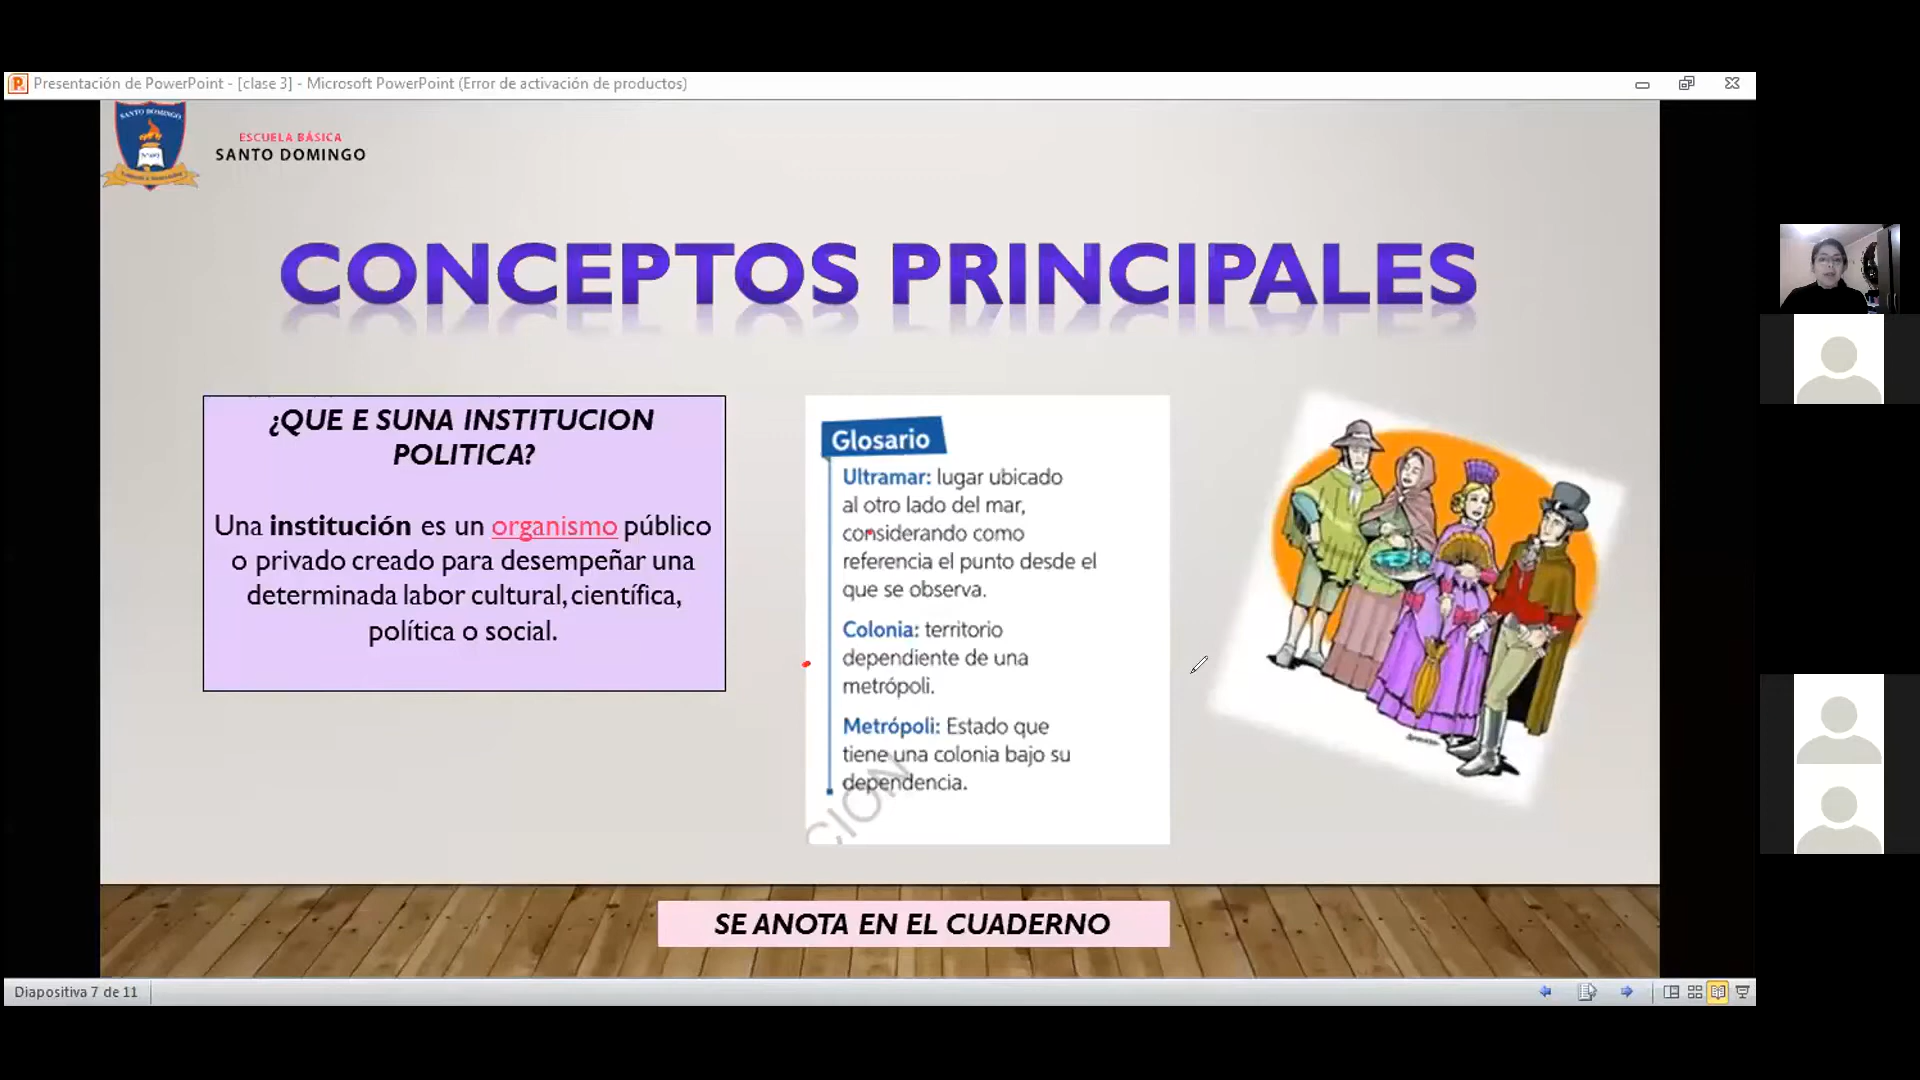 Presentación de PowerPoint - [clase 3] - Microsoft PowerPoint (Error de activación de productos)
SANTO DOMINGO
ESCUELA BÁSICA
SANTO DOMINGO
CONCEPTOS PRINCIPALES
¿QUE E SUNA INSTITUCION
POLITICA?
Una institución es un organismo público
o privado creado para desempeñar una
determinada labor cultural, científica,
política o social.
Glosario
Ultramar: lugar ubicado
al otro lado del mar,
considerando como
referencia el punto desde el
que se observa.
Colonia: territorio
dependiente de una
metrópoli.
Metrópoli: Estado que
tiene una colonia bajo su
dependencia.
CION
SE ANOTA EN EL CUADERNO
Diapositiva 7 de 11